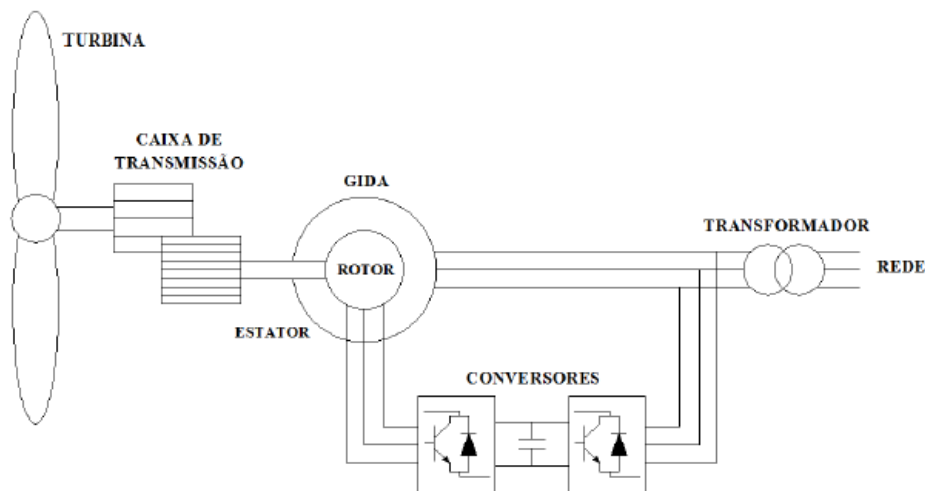 TURBINA
CAIXA DE
TRANSMISSÃO
GIDA
TRANSFORMADOR
ROTOR
REDE
ESTATOR
CONVERSORES